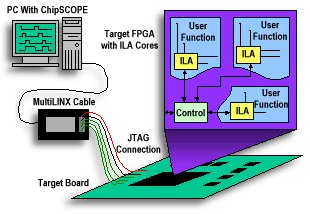 PC With ChipSCOPE
Target FPGA
with ILA Cores
User
Function
User
Function
ILA
ILA
MultiLINX Cable
Control
ILA
User
Function
JTAG
Connection
Target Board